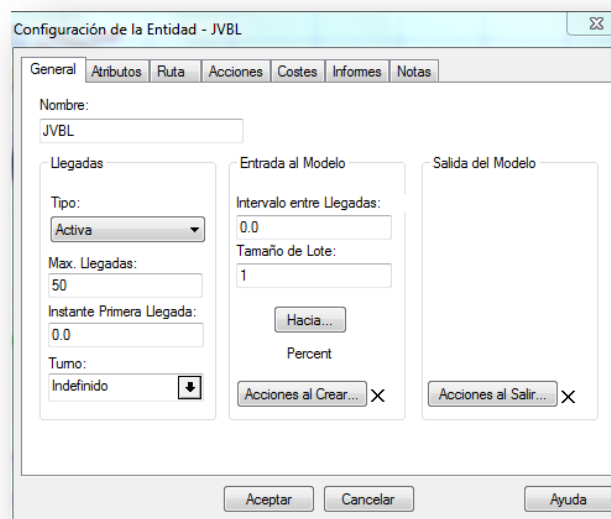 Configuración de la Entidad - JVBL
General Atributos Ruta Acciones Costes Informes Notas
Nombre:
JVBL
Llegadas
Tipo:
Activa
Max. Llegadas:
50
Instante Primera Llegada:
0.0
Turno:
Indefinido
Entrada al Modelo
Intervalo entre Llegadas:
0.0
Tamaño de Lote:
1
Hacia...
Percent
Acciones al Crear...
Salida del Modelo
Acciones al Salir...
Aceptar Cancelar Ayuda